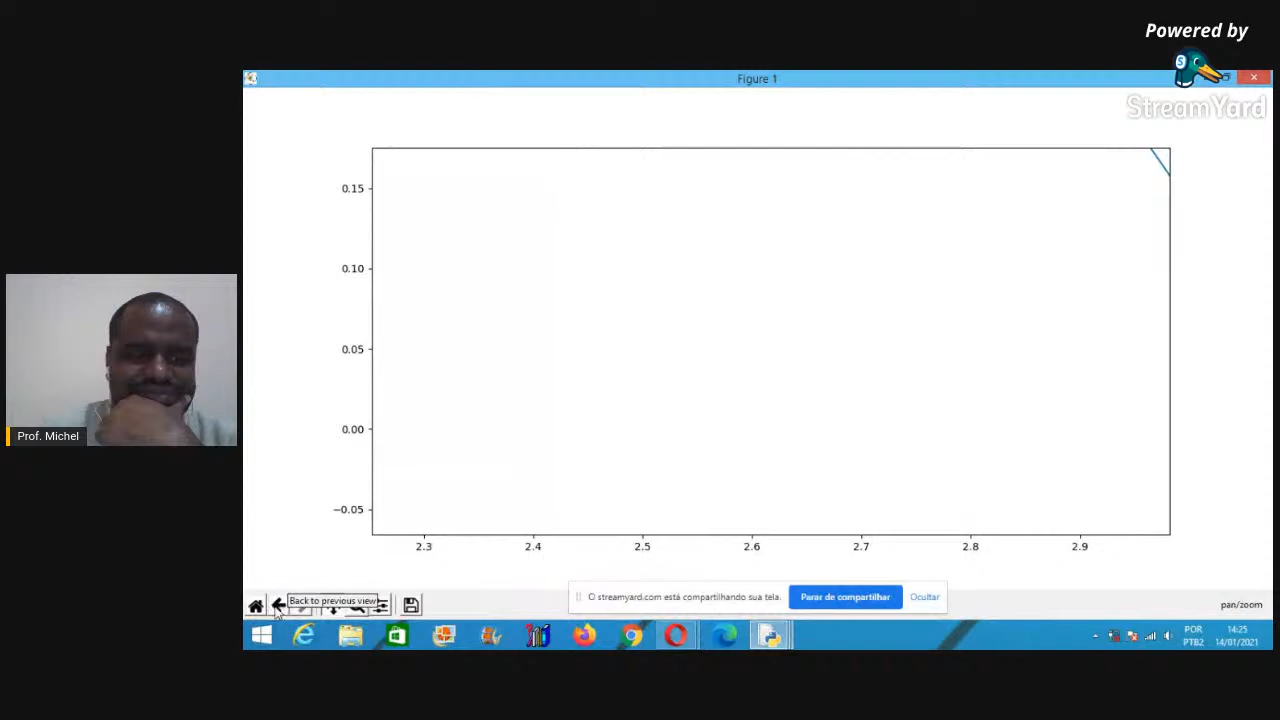 Powered by
S
StreamYard
Figure 1
0.15
0.10
0.05
0.00
−0.05
2.3 2.4 2.5 2.6 2.7 2.8 2.9
Prof. Michel
Back to previous view
O streamyard.com está compartilhando sua tela. Parar de compartilhar Ocultar
pan/zoom
POR 14:25
PTB2 14/01/2021